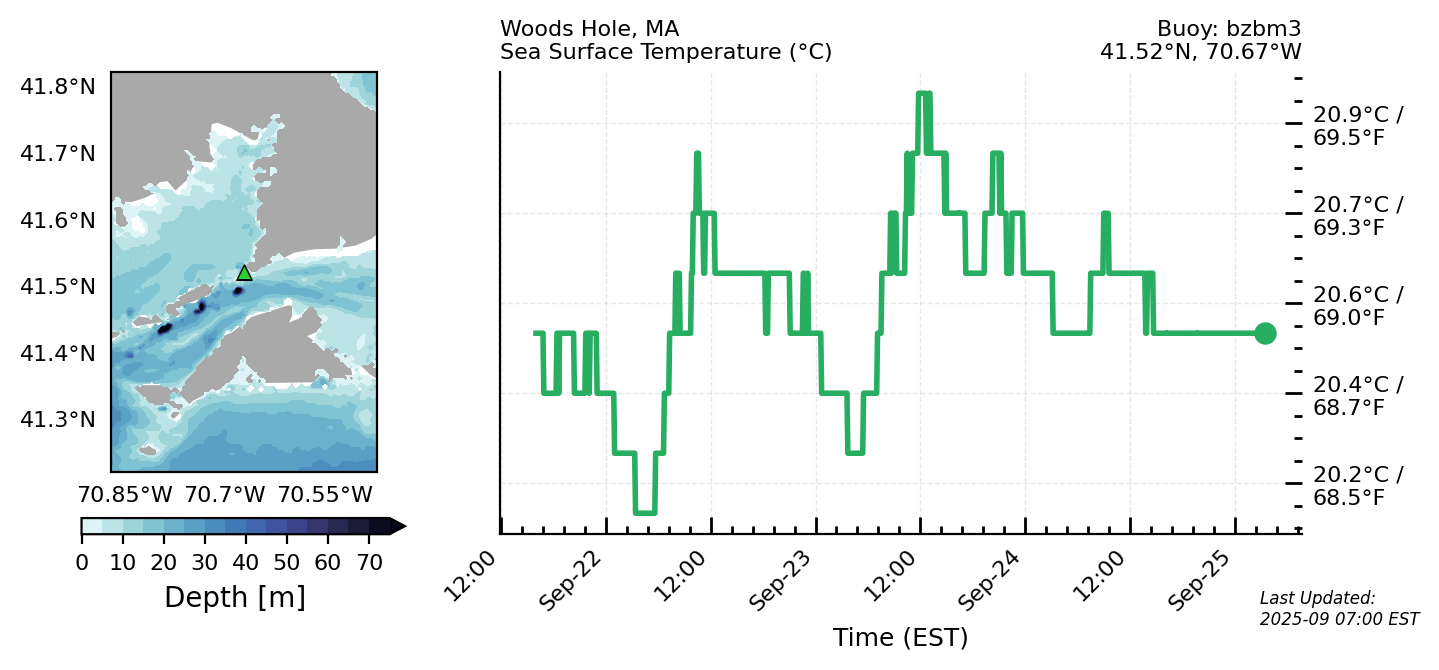 Woods Hole, MA
Sea Surface Temperature (°C)
Buoy: bzbm3
41.52°N, 70.67°W
41.8°N
41.7°N
41.6°N
41.5°N
41.4°N
41.3°N
70.85°W 70.7°W 70.55°W
0 10 20 30 40 50 60 70
Depth [m]
20.9°C /
69.5°F
20.7°C /
69.3°F
20.6°C /
69.0°F
20.4°C /
68.7°F
20.2°C /
68.5°F
12:00 Sep-22 12:00 Sep-23 12:00 Sep-24 12:00 Sep-25
Time (EST)
Last Updated:
2025-09 07:00 EST